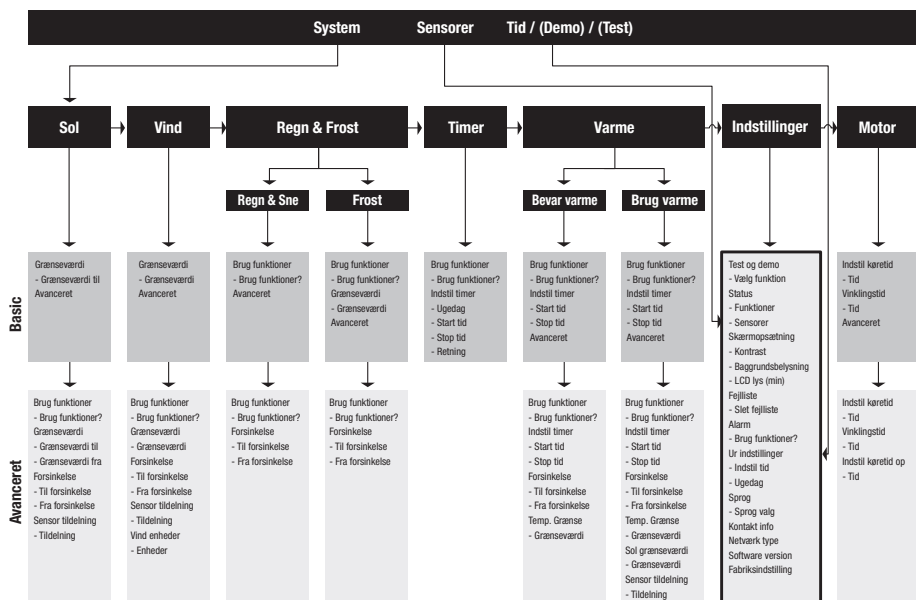 System Sensorer Tid / (Demo) / (Test)
Sol Vind Regn & Frost Timer Varme Indstillinger Motor
Regn & Sne Frost Bevar varme Brug varme
Basic
Grænseværdi
- Grænseværdi til
Avanceret
Grænseværdi
- Grænseværdi
Avanceret
Brug funktioner
- Brug funktioner?
Avanceret
Brug funktioner
- Brug funktioner?
Grænseværdi
- Grænseværdi
Avanceret
Brug funktioner
- Brug funktioner?
Indstil timer
- Ugedag
- Start tid
- Stop tid
- Retning
Brug funktioner
- Brug funktioner?
Indstil timer
- Start tid
- Stop tid
Avanceret
Brug funktioner
- Brug funktioner?
Indstil timer
- Start tid
- Stop tid
Avanceret
Test og demo
- Vælg funktion
Status
- Funktioner
- Sensorer
Skærmopsætning
- Kontrast
- Baggrundsbelysning
- LCD lys (min)
Fejlliste
- Slet fejlliste
Alarm
- Brug funktioner?
Ur indstillinger
- Indstil tid
- Ugedag
Sprog
- Sprog valg
Kontakt info
Netværk type
Software version
Fabriksindstilling
Indstil køretid
- Tid
Vinklingstid
- Tid
Avanceret
Avanceret
Brug funktioner
- Brug funktioner?
Grænseværdi
- Grænseværdi til
- Grænseværdi fra
Forsinkelse
- Til forsinkelse
- Fra forsinkelse
Sensor tildelning
- Tildelning
Brug funktioner
- Brug funktioner?
Grænseværdi
- Grænseværdi
Forsinkelse
- Til forsinkelse
- Fra forsinkelse
Sensor tildelning
- Tildelning
Vind enheder
- Enheder
Brug funktioner
- Brug funktioner?
Forsinkelse
- Til forsinkelse
- Fra forsinkelse
Brug funktioner
- Brug funktioner?
Forsinkelse
- Til forsinkelse
- Fra forsinkelse
Brug funktioner
- Brug funktioner?
Indstil timer
- Start tid
- Stop tid
Forsinkelse
- Til forsinkelse
- Fra forsinkelse
Temp. Grænse
- Grænseværdi
Brug funktioner
- Brug funktioner?
Indstil timer
- Start tid
- Stop tid
Forsinkelse
- Til forsinkelse
- Fra forsinkelse
Temp. Grænse
- Grænseværdi
Sol grænseværdi
- Grænseværdi
Sensor tildelning
- Tildelning
Indstil køretid
- Tid
Vinklingstid
- Tid
Indstil køretid op
- Tid